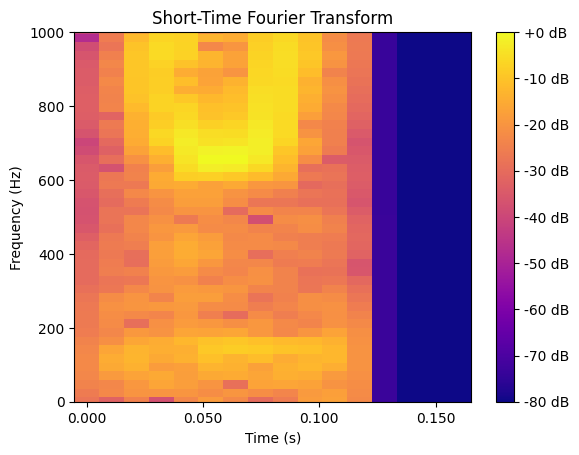 Short-Time Fourier Transform
Frequency (Hz)
1000
800
600
400
200
0
0.000
0.050
0.100
0.150
Time (s)
+0 dB
-10 dB
-20 dB
-30 dB
-40 dB
-50 dB
-60 dB
-70 dB
-80 dB